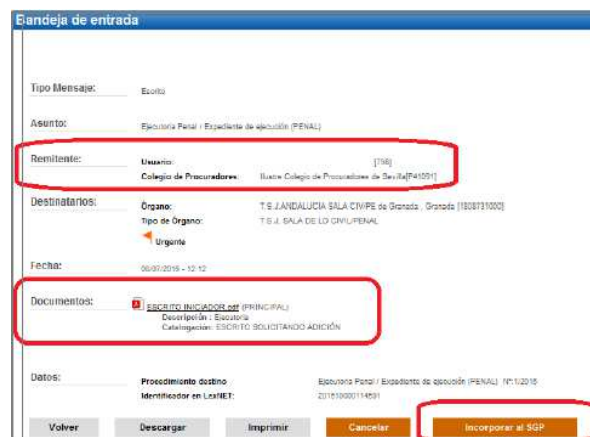 Bandeja de entrada
Tipo Mensaje: Escrito
Asunto: Ejecutoria Penal / Expediente de ejecución (PENAL)
Remitente: Usuario: [756]
Colegio de Procuradores: Ilustre Colegio de Procuradores de Sevilla[P41091]
Destinatarios: Órgano: T.S.J.ANDALUCIA SALA CIV/PE de Granada , Granada [1808731000]
Tipo de Órgano: T.S.J. SALA DE LO CIVIL/PENAL
Urgente
Fecha: 06/07/2016 - 12:12
Documentos: ESCRITO INICIADOR.pdf (PRINCIPAL)
Descripción : Ejecutoria
Catalogación: ESCRITO SOLICITANDO ADICIÓN
Datos: Procedimiento destino Ejecutoria Penal / Expediente de ejecución (PENAL) Nº:1/2016
Identificador en LexNET:
Volver Descargar Imprimir Cancelar Incorporar al SGP